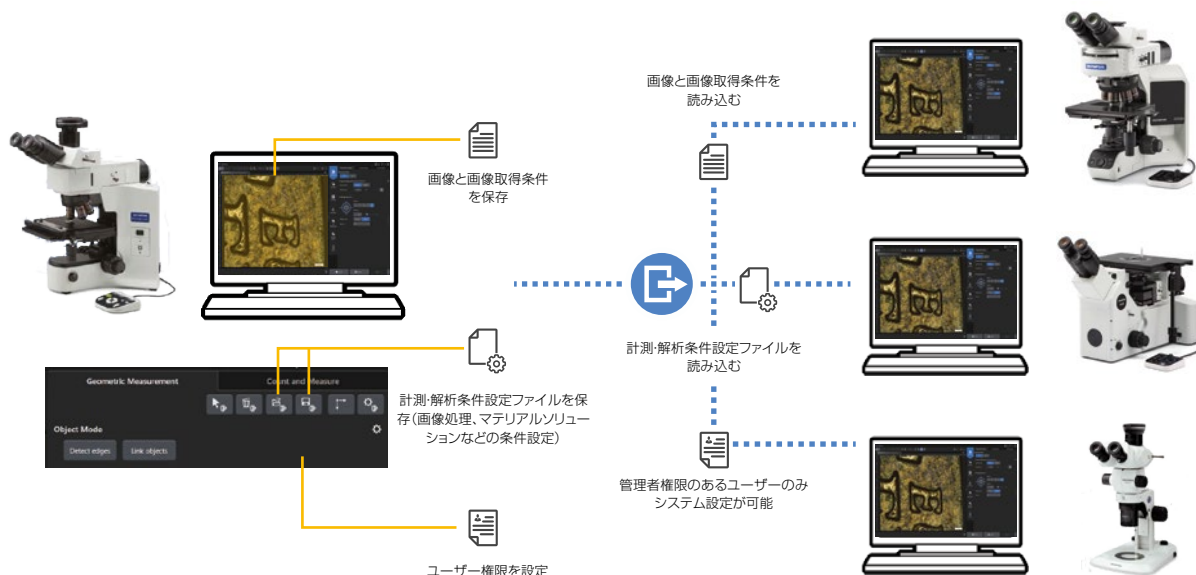 画像と画像取得条件
を保存
計測・解析条件設定ファイルを保
存（画像処理、マテリアルソリュー
ションなどの条件設定）
Geometric Measurement
Count and Measure
Object Mode
Detect edges
Link objects
ユーザー権限を設定
画像と画像取得条件を
読み込む
計測・解析条件設定ファイルを
読み込む
管理者権限のあるユーザーのみ
システム設定が可能
OLYMPUS